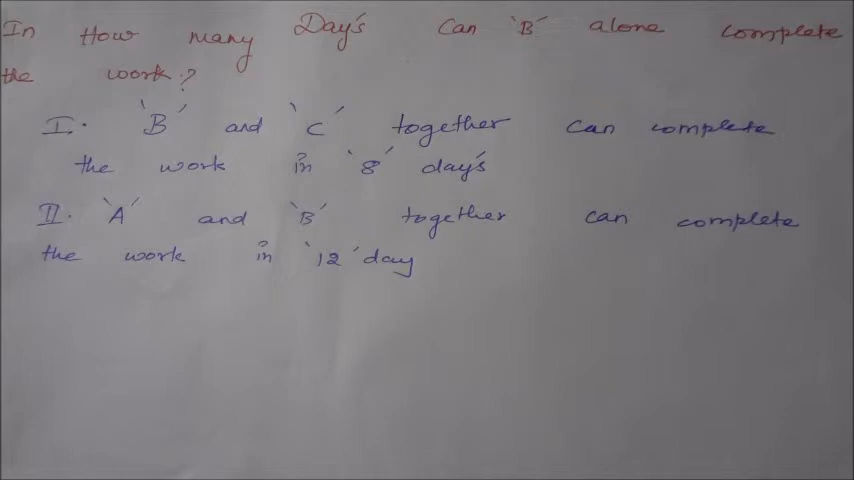 In How many Day's Can `B´ alone complete
the work?
I. `B´ and `C´ together can complete
the work in `8´ day's
II. `A´ and `B´ together can complete
the work in `12´ day